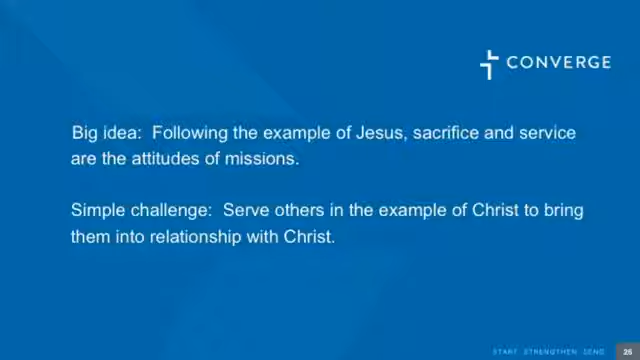 CONVERGE
Big idea:  Following the example of Jesus, sacrifice and service
are the attitudes of missions.
Simple challenge:  Serve others in the example of Christ to bring
them into relationship with Christ.
START. STRENGTHEN. SEND.
26